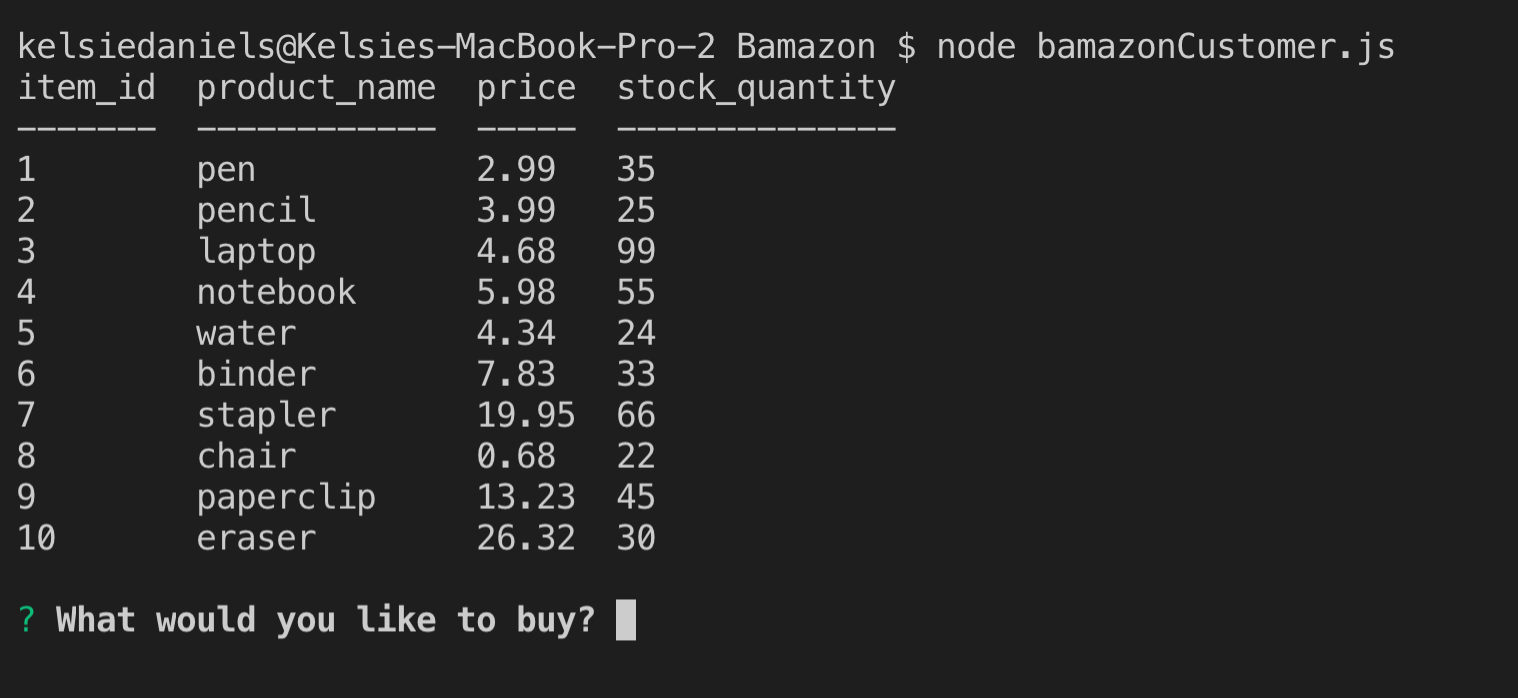 kelsiedaniels@Kelsies-MacBook-Pro-2 Bamazon $ node bamazonCustomer.js
item_id  product_name  price  stock_quantity
-------  ------------  -----  --------------
1        pen           2.99   35
2        pencil        3.99   25
3        laptop        4.68   99
4        notebook      5.98   55
5        water         4.34   24
6        binder        7.83   33
7        stapler       19.95  66
8        chair         0.68   22
9        paperclip     13.23  45
10       eraser        26.32  30
? What would you like to buy?